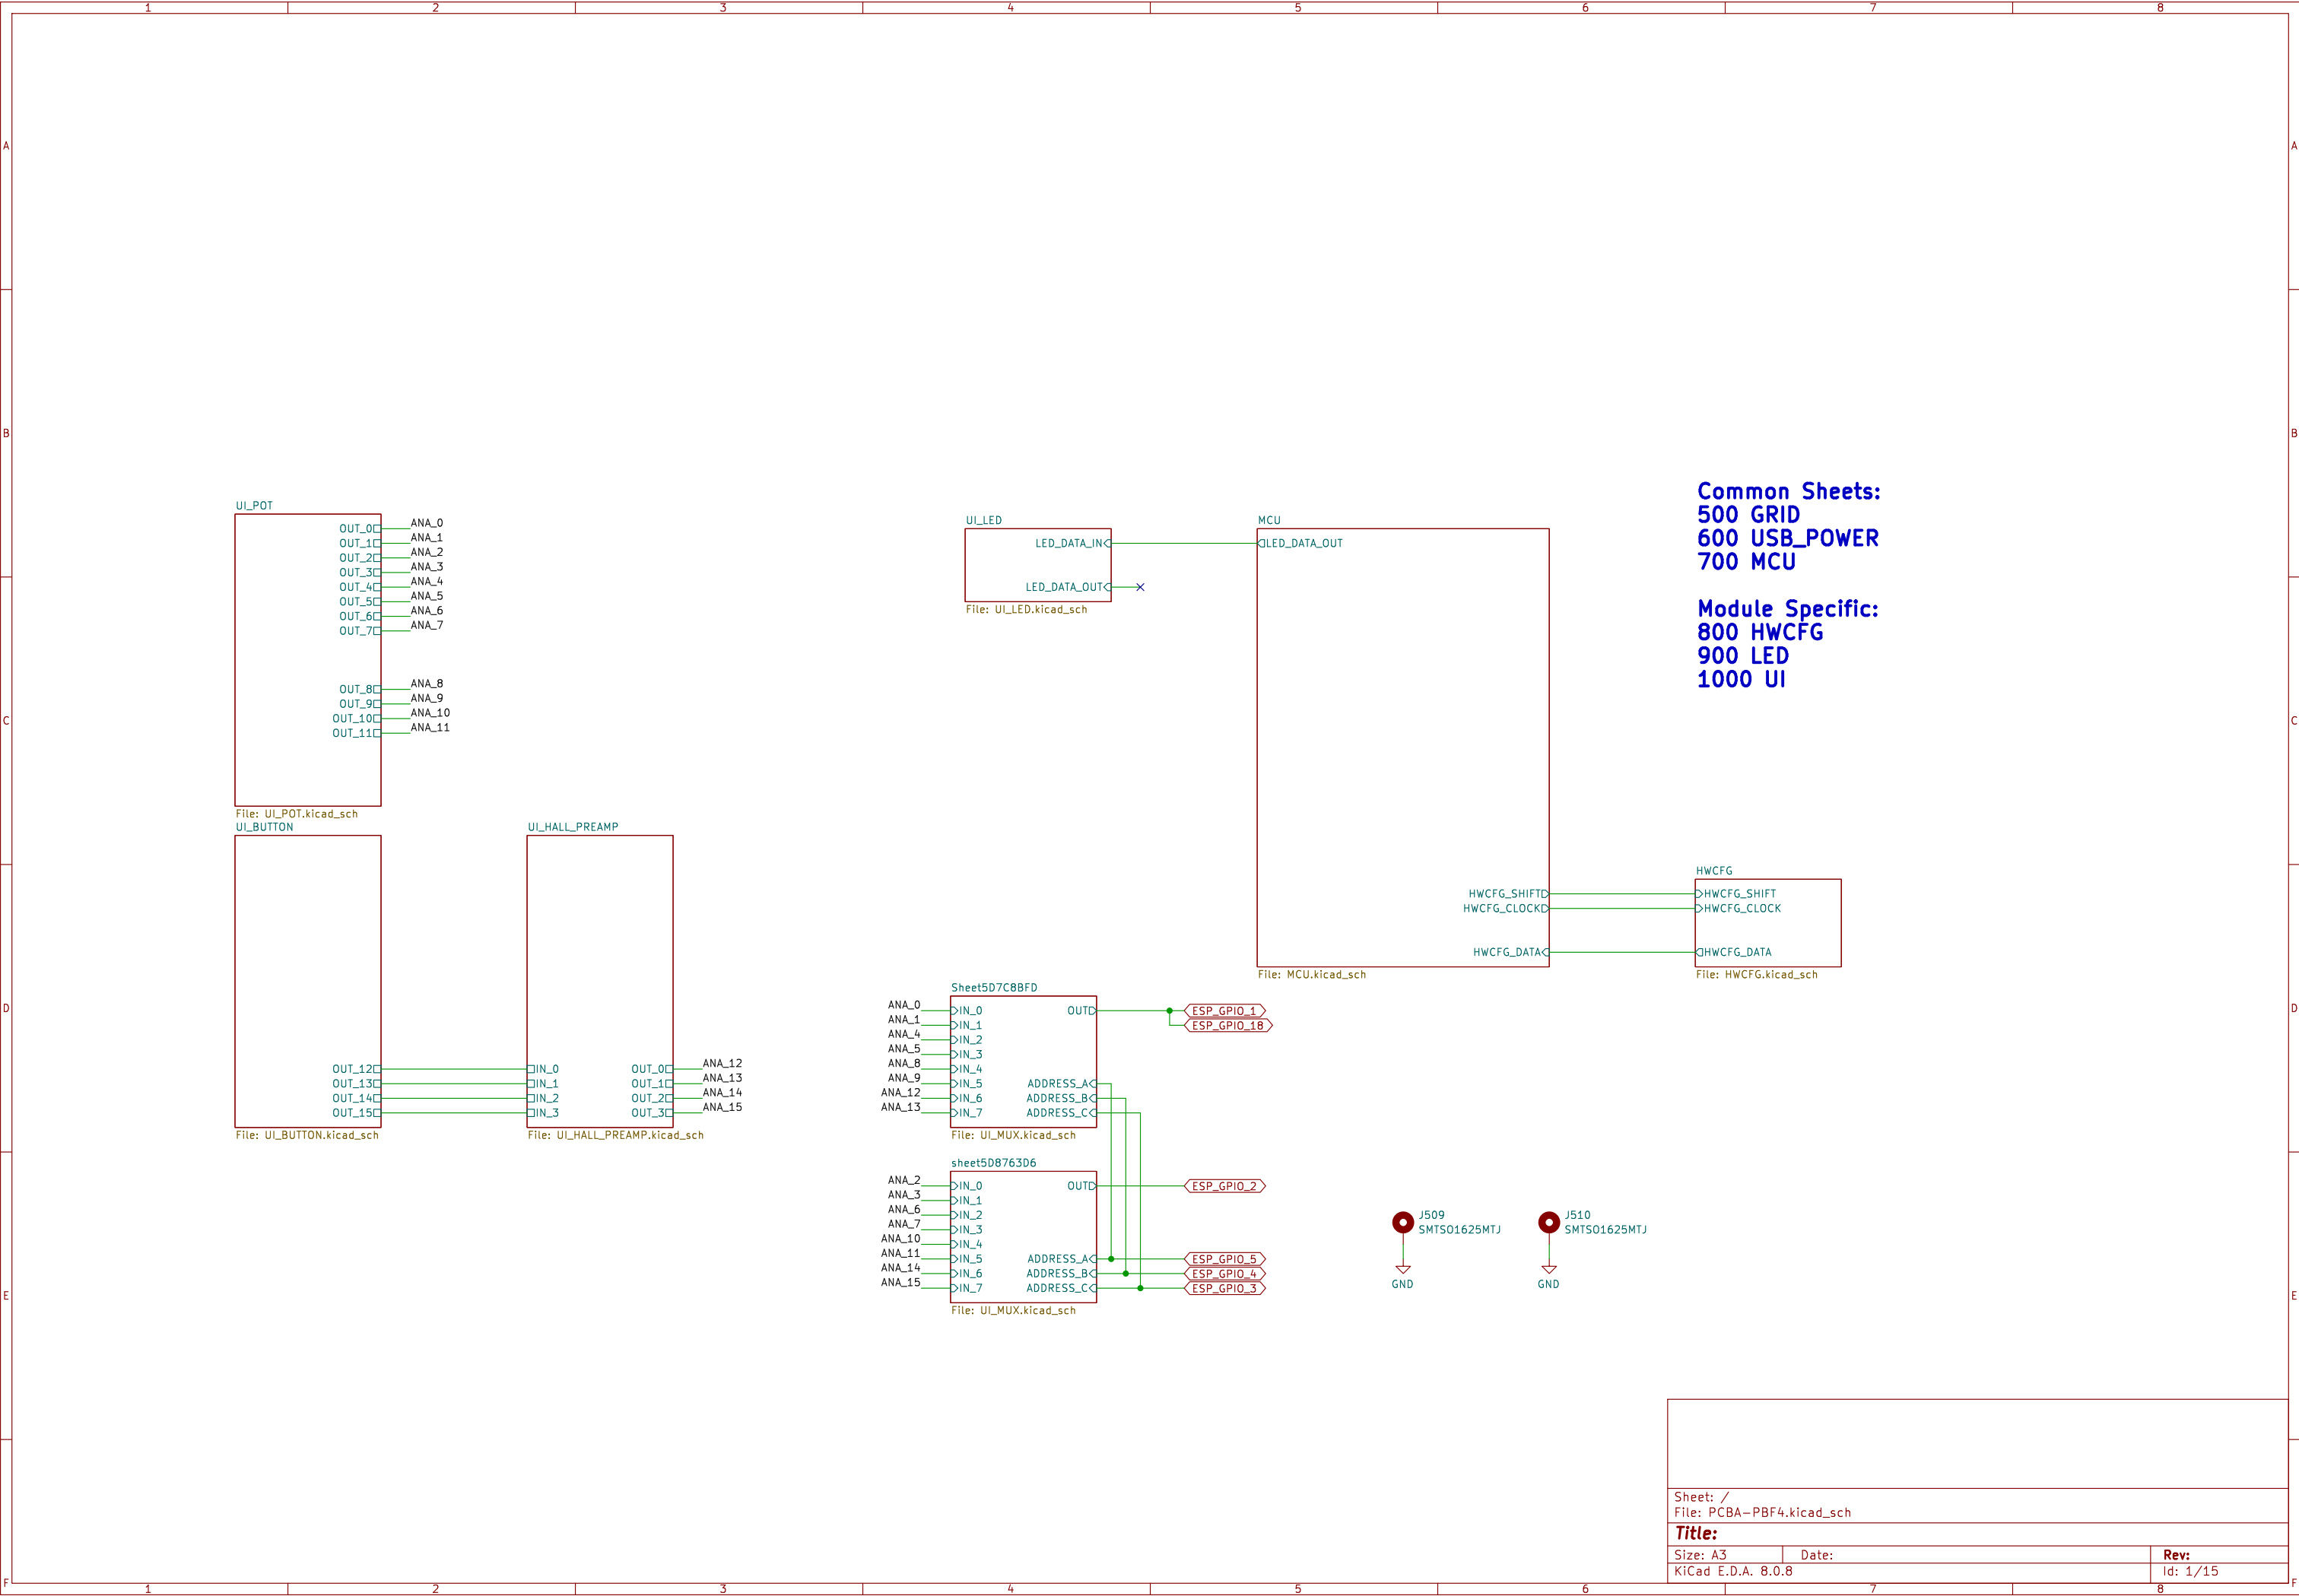 1 2 3 4 5 6 7 8
A A
B B
C C
D D
E E
F F
UI_POT
OUT_0 ANA_0
OUT_1 ANA_1
OUT_2 ANA_2
OUT_3 ANA_3
OUT_4 ANA_4
OUT_5 ANA_5
OUT_6 ANA_6
OUT_7 ANA_7
OUT_8 ANA_8
OUT_9 ANA_9
OUT_10 ANA_10
OUT_11 ANA_11
File: UI_POT.kicad_sch
UI_BUTTON
OUT_12
OUT_13
OUT_14
OUT_15
File: UI_BUTTON.kicad_sch
UI_HALL_PREAMP
IN_0 OUT_0 ANA_12
IN_1 OUT_1 ANA_13
IN_2 OUT_2 ANA_14
IN_3 OUT_3 ANA_15
File: UI_HALL_PREAMP.kicad_sch
UI_LED
LED_DATA_IN
LED_DATA_OUT
File: UI_LED.kicad_sch
MCU
LED_DATA_OUT
HWCFG_SHIFT
HWCFG_CLOCK
HWCFG_DATA
File: MCU.kicad_sch
Common Sheets:
500 GRID
600 USB_POWER
700 MCU
Module Specific:
800 HWCFG
900 LED
1000 UI
HWCFG
HWCFG_SHIFT
HWCFG_CLOCK
HWCFG_DATA
File: HWCFG.kicad_sch
Sheet5D7C8BFD
ANA_0 IN_0 OUT ESP_GPIO_1
ANA_1 IN_1 ESP_GPIO_18
ANA_4 IN_2
ANA_5 IN_3
ANA_8 IN_4
ANA_9 IN_5 ADDRESS_A
ANA_12 IN_6 ADDRESS_B
ANA_13 IN_7 ADDRESS_C
File: UI_MUX.kicad_sch
sheet5D8763D6
ANA_2 IN_0 OUT ESP_GPIO_2
ANA_3 IN_1
ANA_6 IN_2
ANA_7 IN_3
ANA_10 IN_4
ANA_11 IN_5 ADDRESS_A ESP_GPIO_5
ANA_14 IN_6 ADDRESS_B ESP_GPIO_4
ANA_15 IN_7 ADDRESS_C ESP_GPIO_3
File: UI_MUX.kicad_sch
J509
SMTSO1625MTJ
GND
J510
SMTSO1625MTJ
GND
Sheet: /
File: PCBA-PBF4.kicad_sch
Title:
Size: A3 Date: Rev:
KiCad E.D.A. 8.0.8 Id: 1/15
1 2 3 4 5 6 7 8